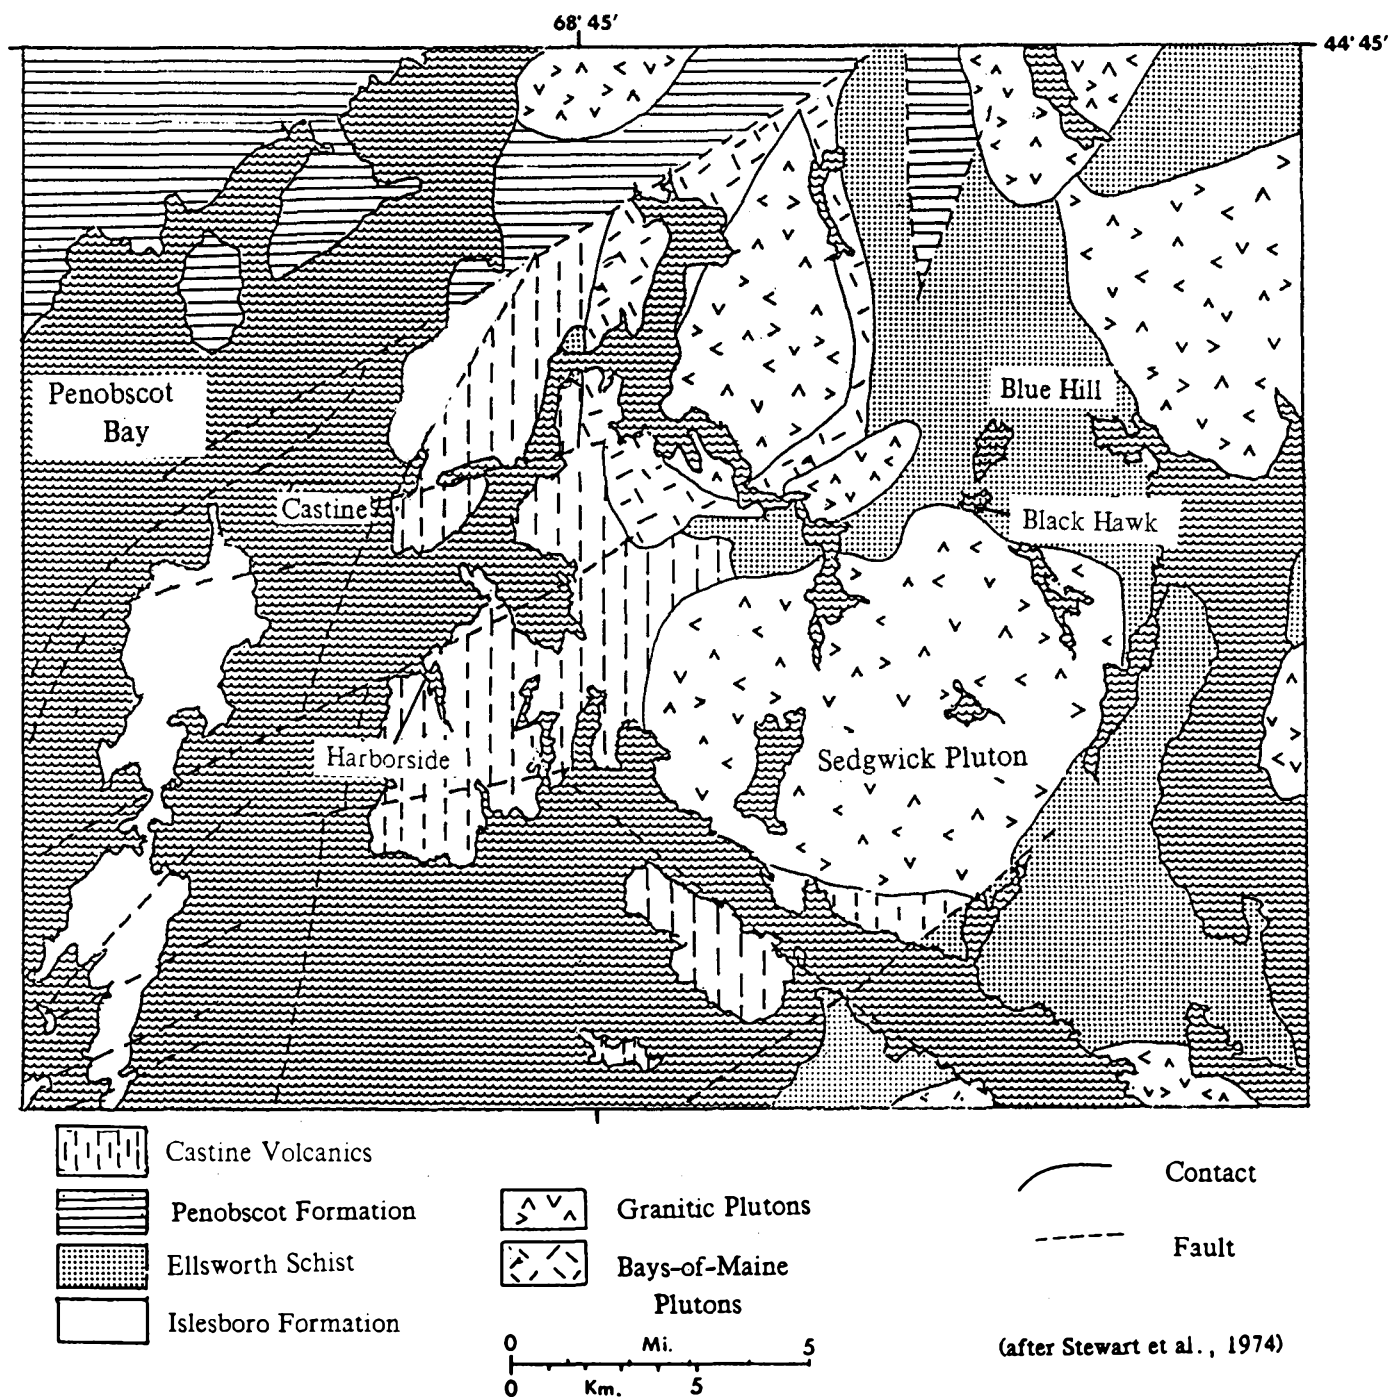 68° 45′
44° 45′
Penobscot
Bay
Blue Hill
Castine
Black Hawk
Harborside
Sedgwick Pluton
Castine Volcanics
Penobscot Formation
Ellsworth Schist
Islesboro Formation
Granitic Plutons
Bays-of-Maine
Plutons
Contact
Fault
0 Mi. 5
0 Km. 5
(after Stewart et al., 1974)